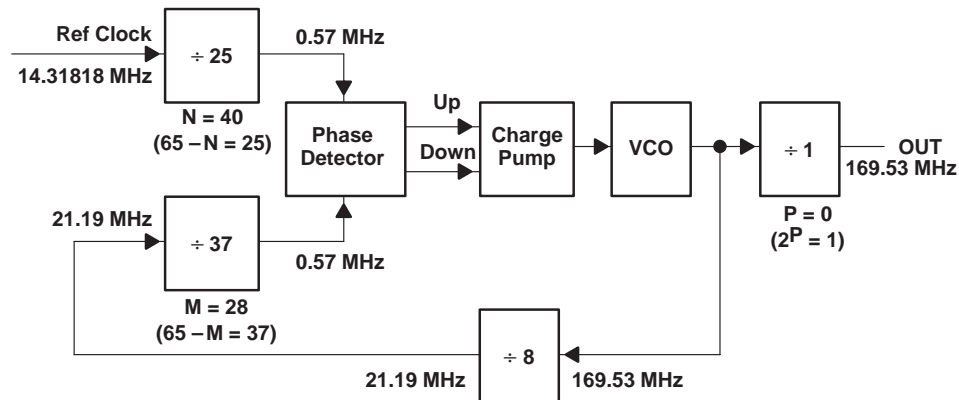 Ref Clock
14.31818 MHz
÷ 25
N = 40
(65 – N = 25)
0.57 MHz
Phase
Detector
Up
Down
Charge
Pump
VCO
÷ 1
P = 0
(2P = 1)
OUT
169.53 MHz
21.19 MHz
÷ 37
M = 28
(65 – M = 37)
0.57 MHz
÷ 8
21.19 MHz
169.53 MHz